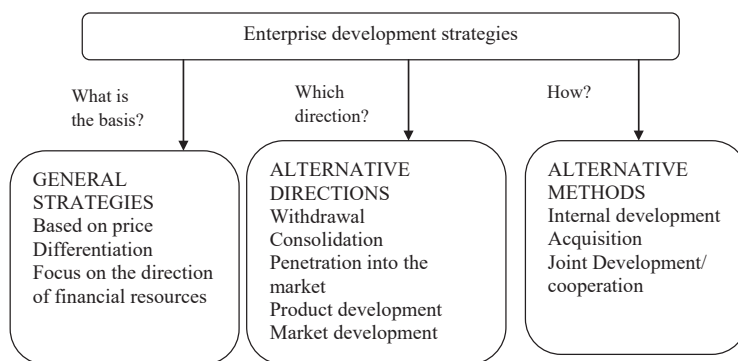 Enterprise development strategies
What is
the basis?
Which
direction?
How?
GENERAL
STRATEGIES
Based on price
Differentiation
Focus on the direction
of financial resources
ALTERNATIVE
DIRECTIONS
Withdrawal
Consolidation
Penetration into the
market
Product development
Market development
ALTERNATIVE
METHODS
Internal development
Acquisition
Joint Development/
cooperation